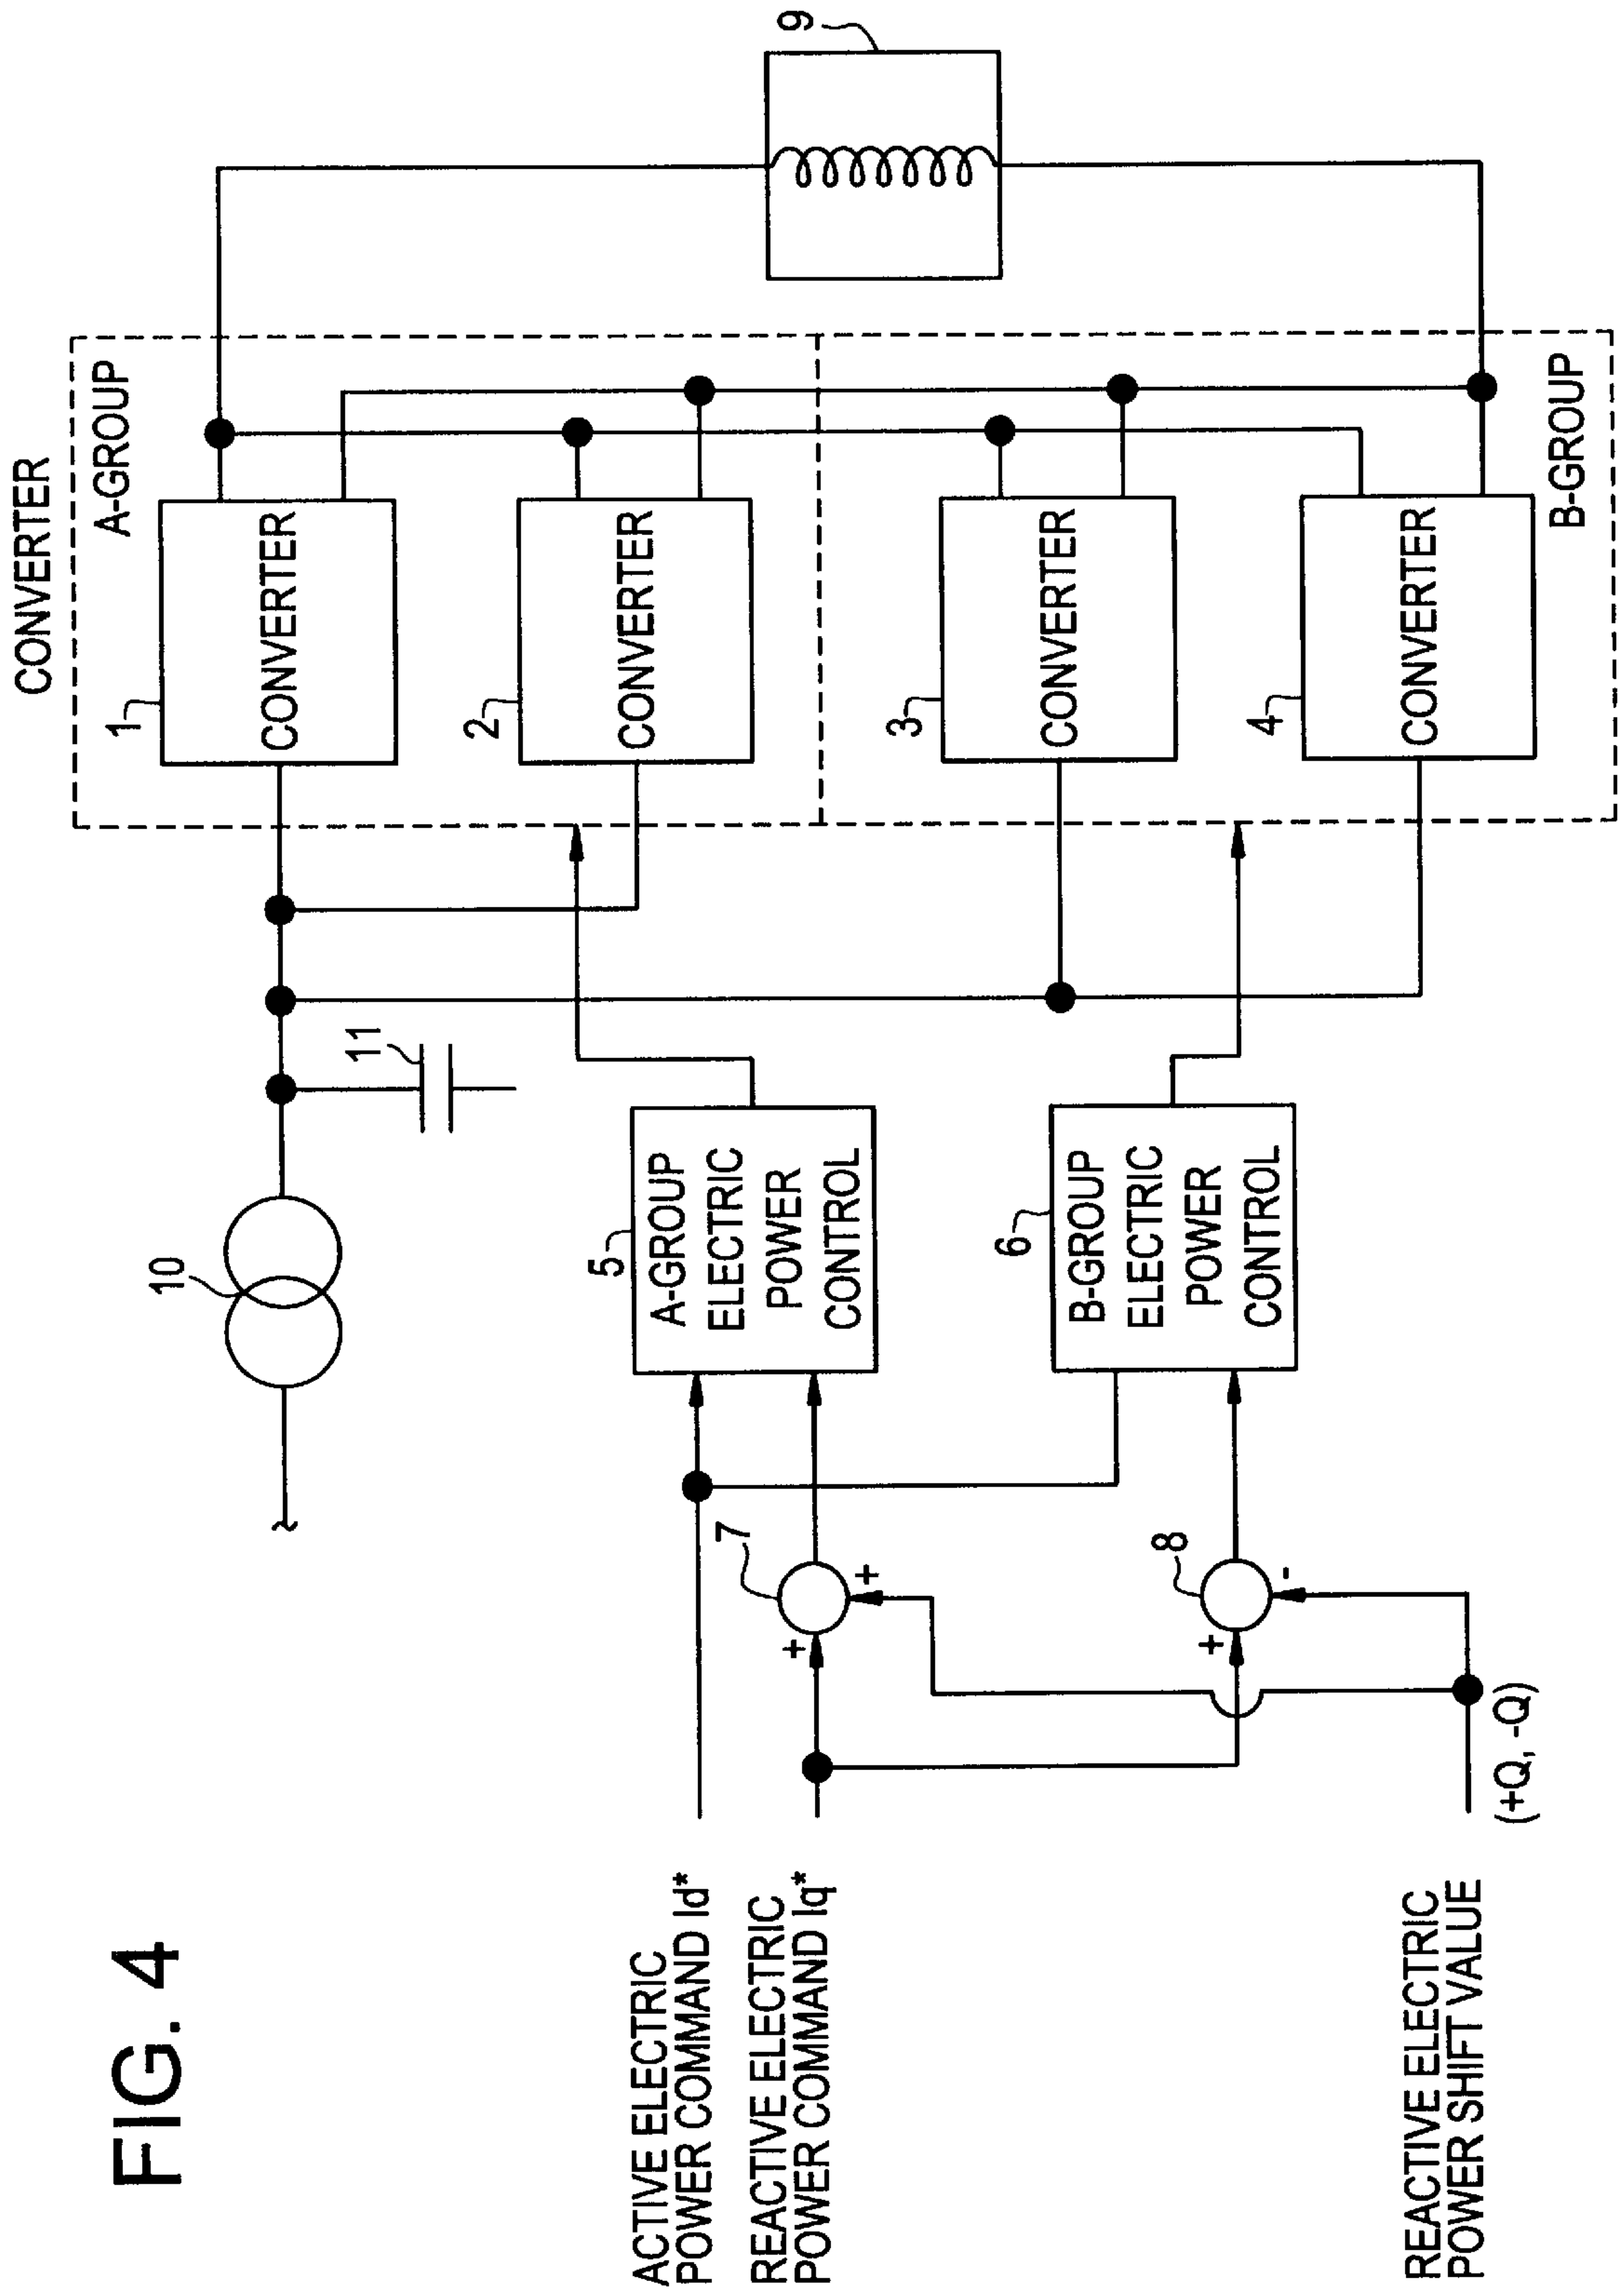 FIG. 4
CONVERTER
A-GROUP
1
CONVERTER
2
CONVERTER
3
CONVERTER
4
CONVERTER
B-GROUP
9
10
11
5
A-GROUP
ELECTRIC
POWER
CONTROL
6
B-GROUP
ELECTRIC
POWER
CONTROL
ACTIVE ELECTRIC
POWER COMMAND Id*
REACTIVE ELECTRIC
POWER COMMAND Iq*
7
+
+
8
+
-
REACTIVE ELECTRIC
POWER SHIFT VALUE
(+Q, -Q)